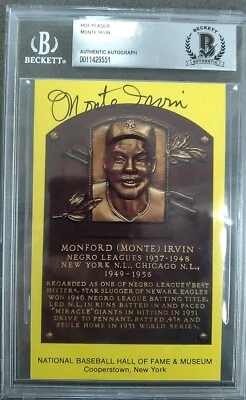 BECKETT
HOF PLAQUE
MONTE IRVIN
AUTHENTIC AUTOGRAPH
0011429551
BECKETT
AUTHENTIC
Monte Irvin
MONFORD (MONTE) IRVIN
NEGRO LEAGUES 1937-1948
NEW YORK N.L., CHICAGO N.L.,
1949-1956
REGARDED AS ONE OF NEGRO LEAGUES' BEST
HITTERS. STAR SLUGGER OF NEWARK EAGLES
WON 1946 NEGRO LEAGUE BATTING TITLE.
LED N.L. IN RUNS BATTED IN AND PACED
"MIRACLE" GIANTS IN HITTING IN 1951
DRIVE TO PENNANT. BATTED .458 AND
STOLE HOME IN 1951 WORLD SERIES.
NATIONAL BASEBALL HALL OF FAME & MUSEUM
Cooperstown, New York